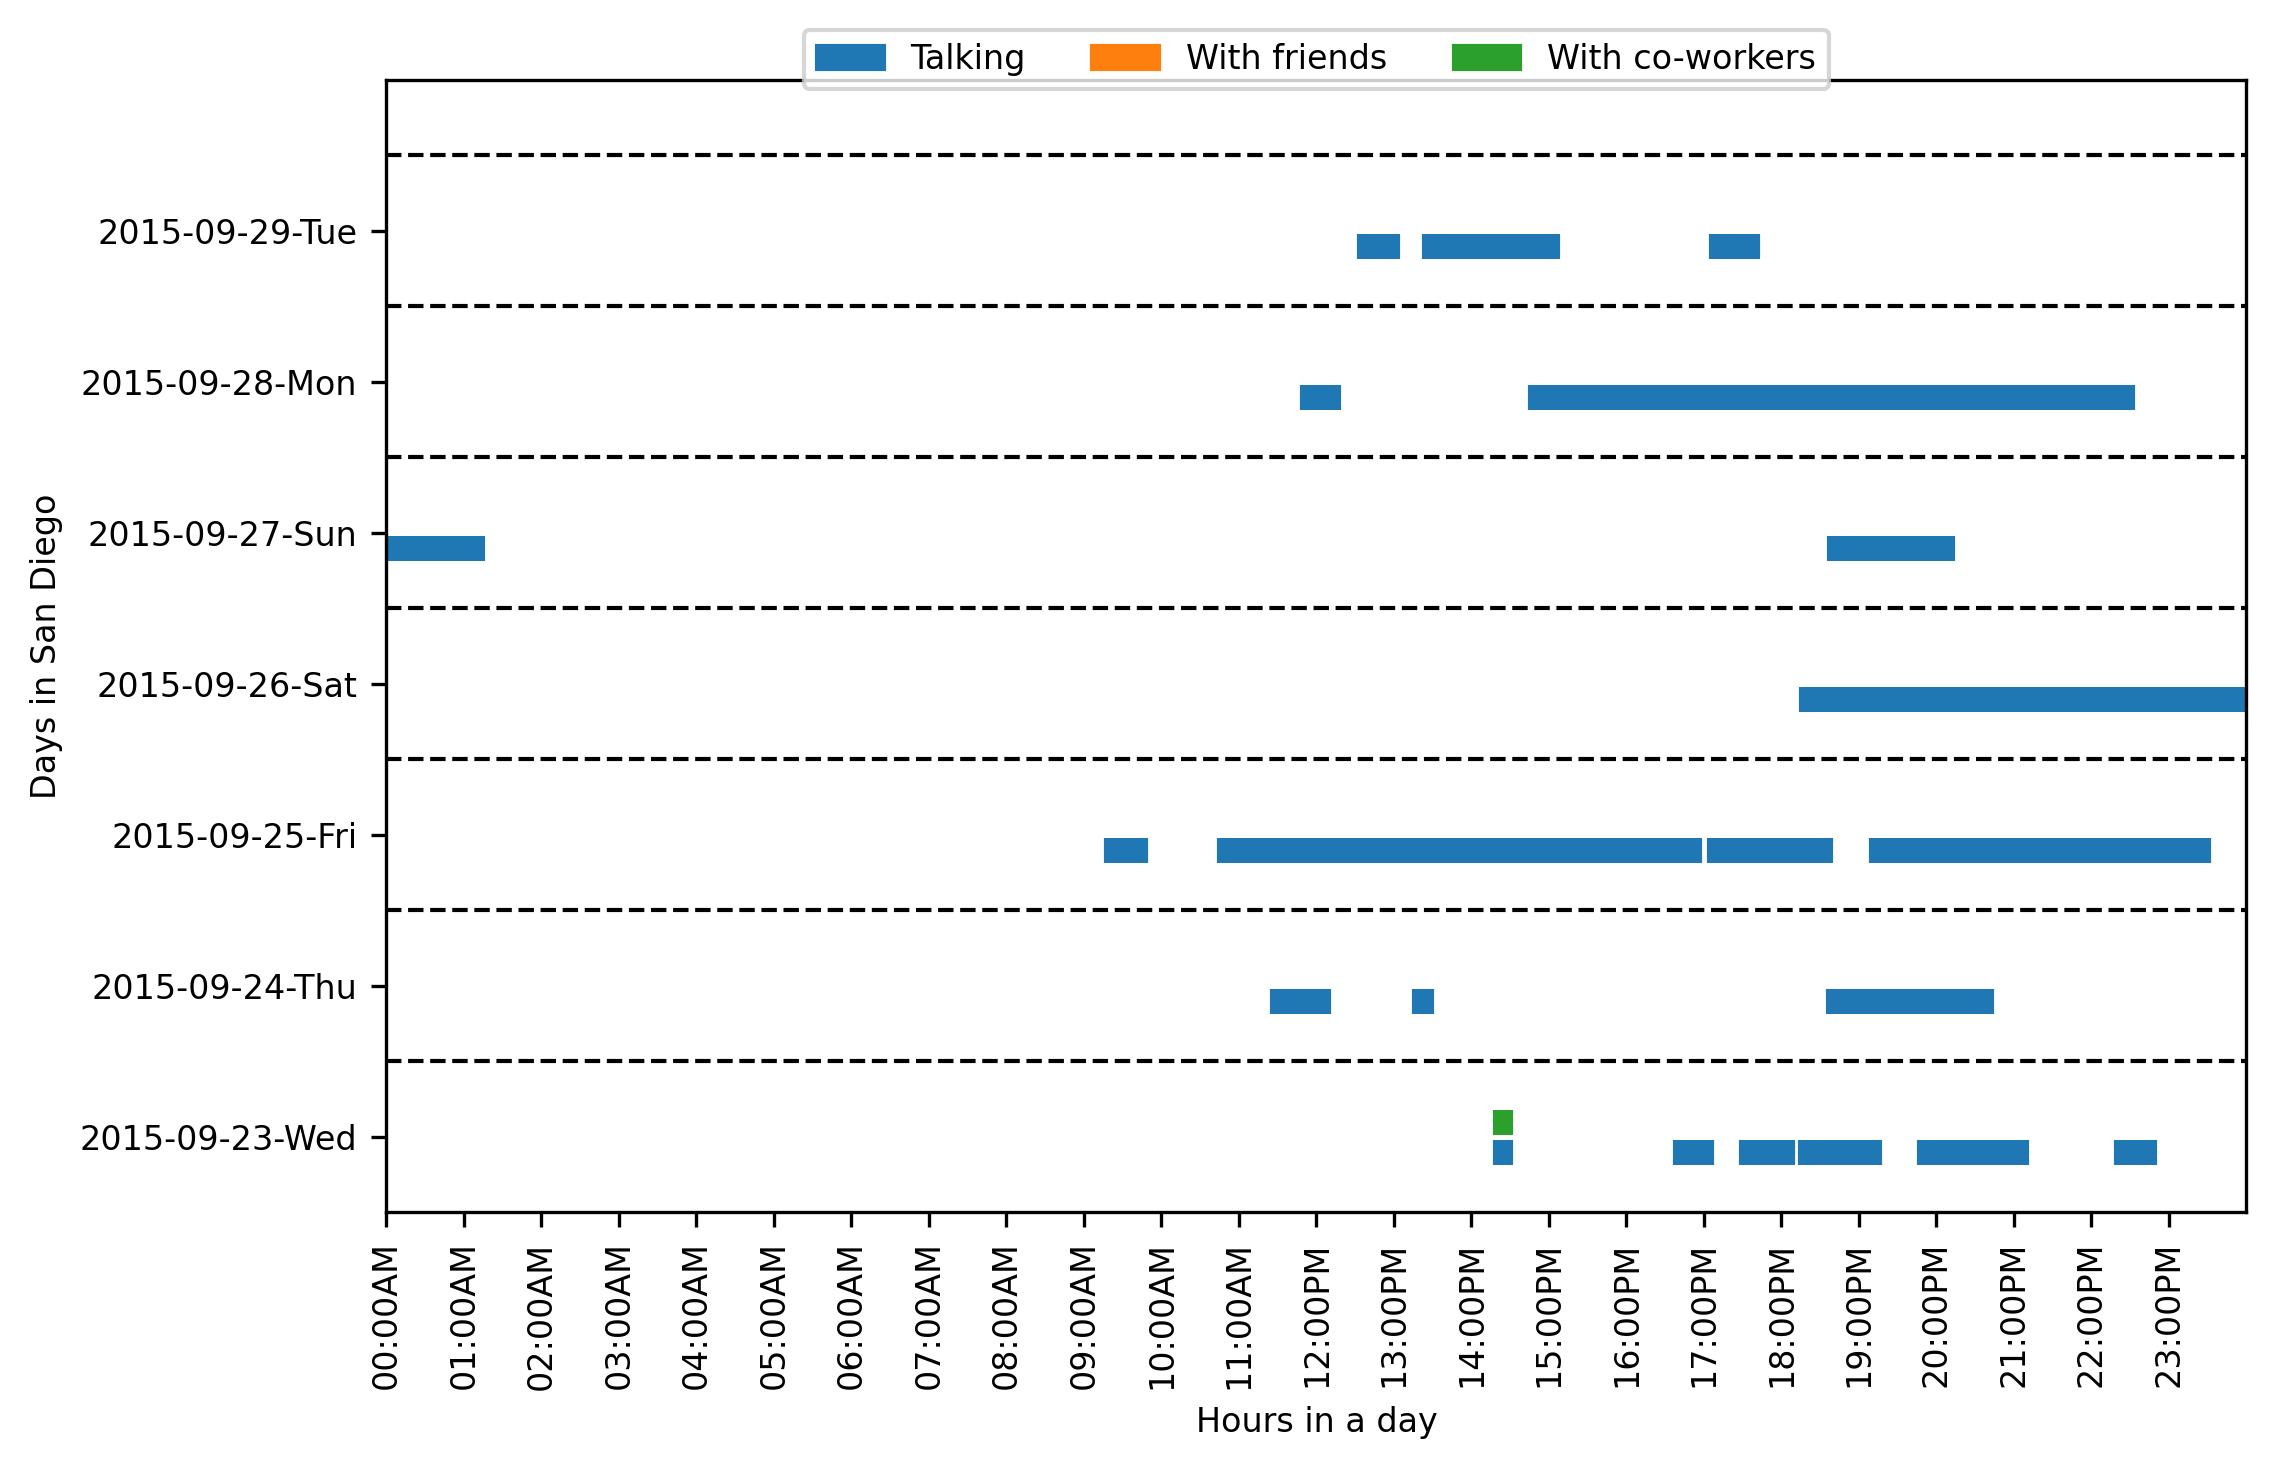 Talking With friends With co-workers
2015-09-29-Tue
2015-09-28-Mon
2015-09-27-Sun
2015-09-26-Sat
2015-09-25-Fri
2015-09-24-Thu
2015-09-23-Wed
Days in San Diego
00:00AM 01:00AM 02:00AM 03:00AM 04:00AM 05:00AM 06:00AM 07:00AM 08:00AM 09:00AM 10:00AM 11:00AM 12:00PM 13:00PM 14:00PM 15:00PM 16:00PM 17:00PM 18:00PM 19:00PM 20:00PM 21:00PM 22:00PM 23:00PM
Hours in a day